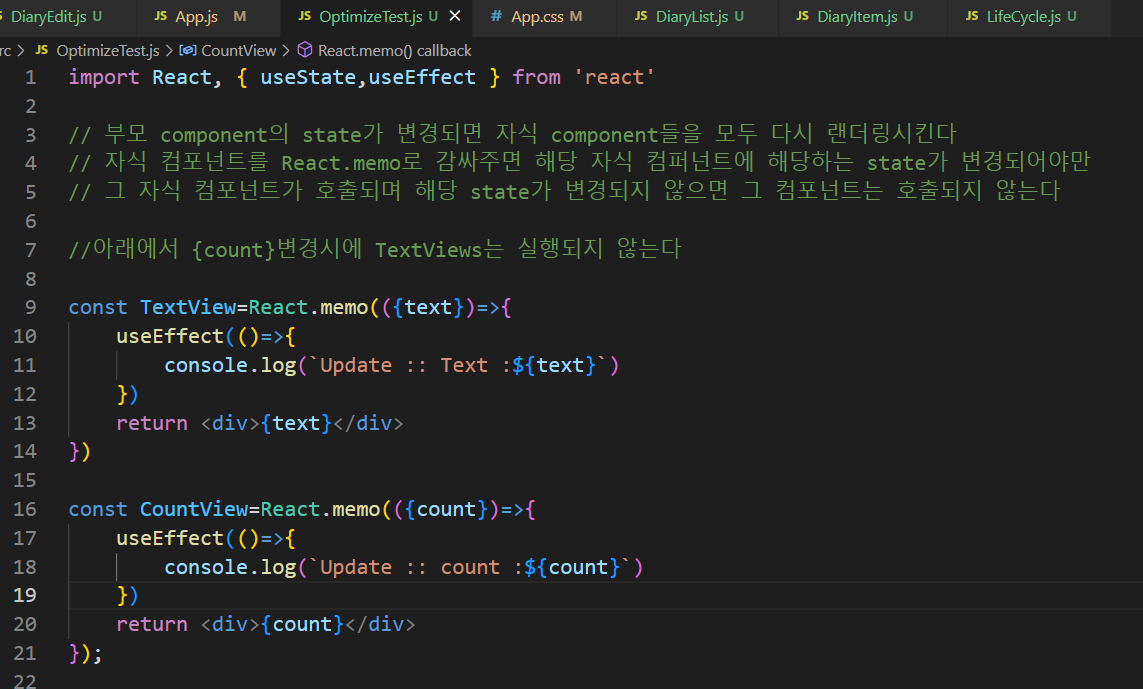 DiaryEdit.js U JS App.js M JS OptimizeTest.js U × # App.css M JS DiaryList.js U JS DiaryItem.js U JS LifeCycle.js U
rc > JS OptimizeTest.js > CountView > React.memo() callback
1 import React, { useState,useEffect } from 'react'
2
3 // 부모 component의 state가 변경되면 자식 component들을 모두 다시 랜더링시킨다
4 // 자식 컴포넌트를 React.memo로 감싸주면 해당 자식 컴퍼넌트에 해당하는 state가 변경되어야만
5 // 그 자식 컴포넌트가 호출되며 해당 state가 변경되지 않으면 그 컴포넌트는 호출되지 않는다
6
7 //아래에서 {count}변경시에 TextViews는 실행되지 않는다
8
9 const TextView=React.memo(({text})=>{
10 useEffect(()=>{
11 console.log(`Update :: Text :${text}`)
12 })
13 return <div>{text}</div>
14 })
15
16 const CountView=React.memo(({count})=>{
17 useEffect(()=>{
18 console.log(`Update :: count :${count}`)
19 })
20 return <div>{count}</div>
21 });
22